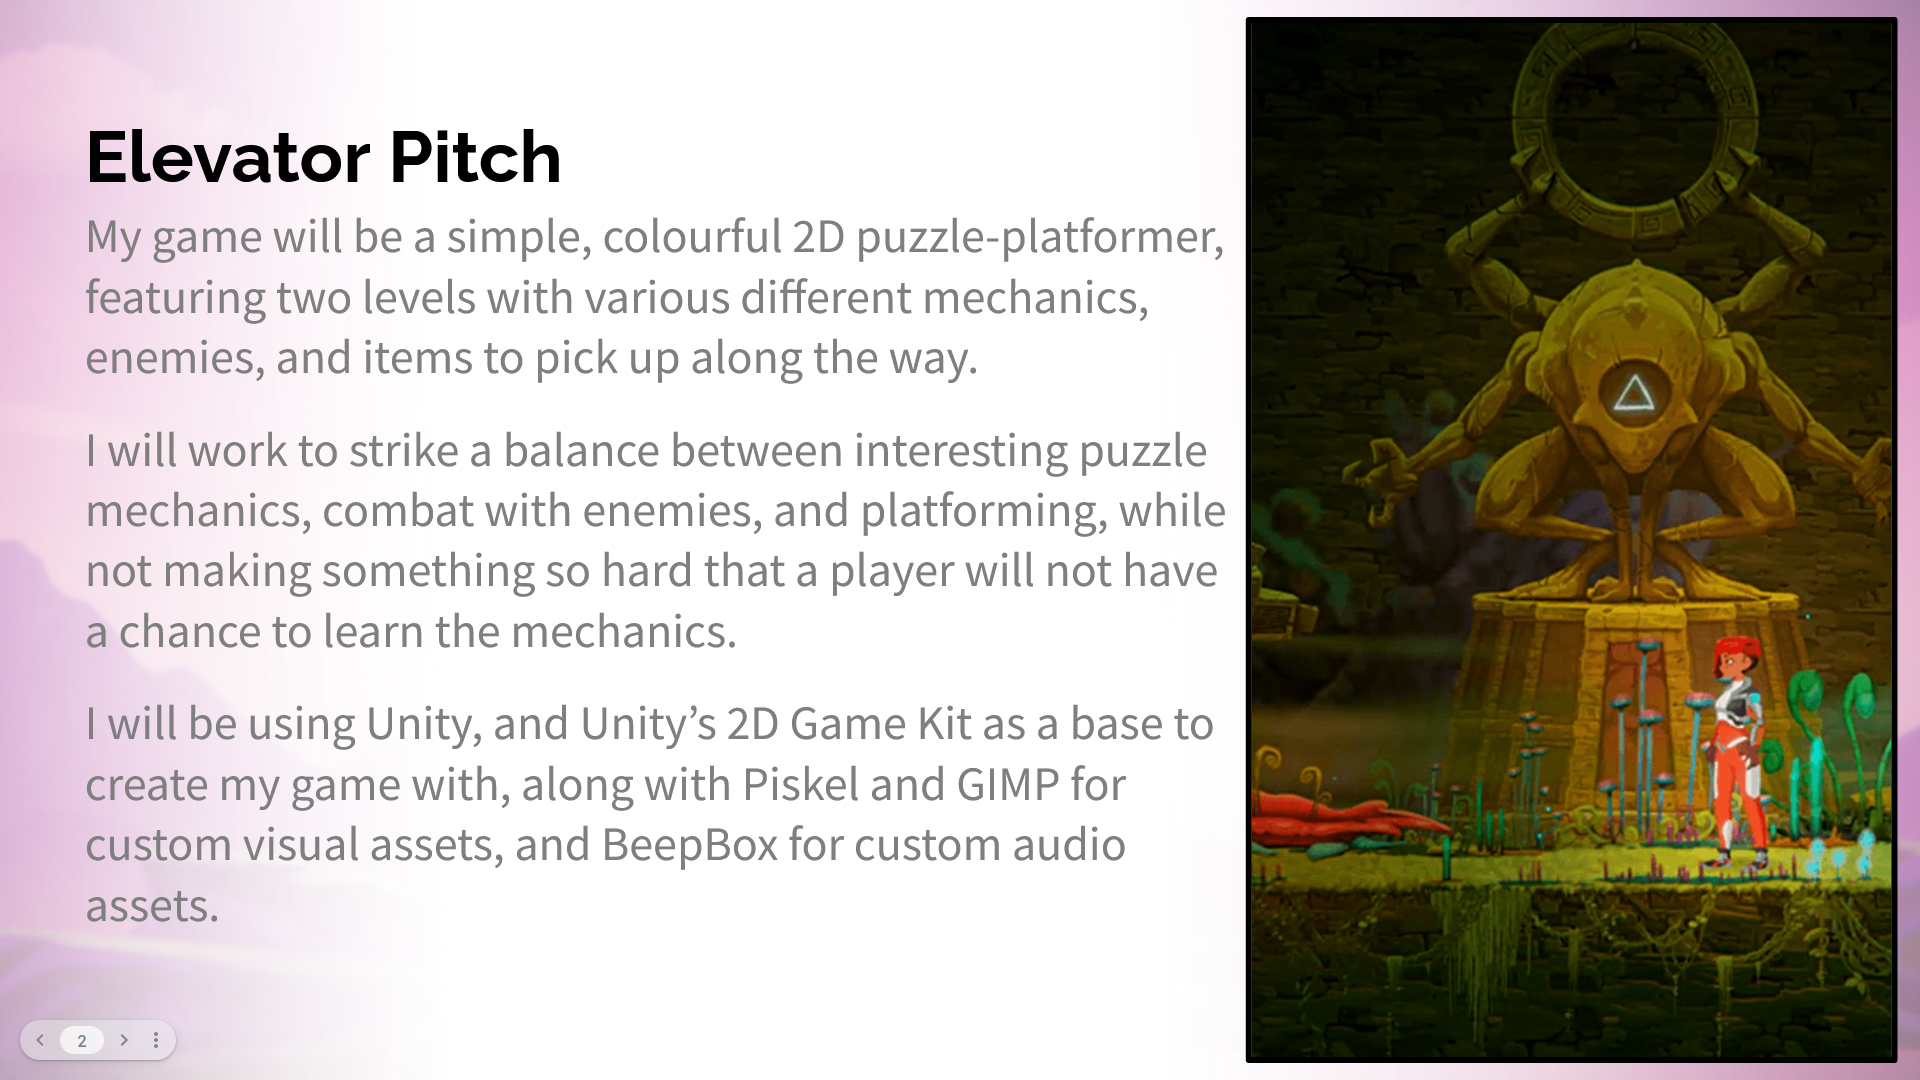 Elevator Pitch
My game will be a simple, colourful 2D puzzle-platformer,
featuring two levels with various different mechanics,
enemies, and items to pick up along the way.
I will work to strike a balance between interesting puzzle
mechanics, combat with enemies, and platforming, while
not making something so hard that a player will not have
a chance to learn the mechanics.
I will be using Unity, and Unity’s 2D Game Kit as a base to
create my game with, along with Piskel and GIMP for
custom visual assets, and BeepBox for custom audio
assets.
2